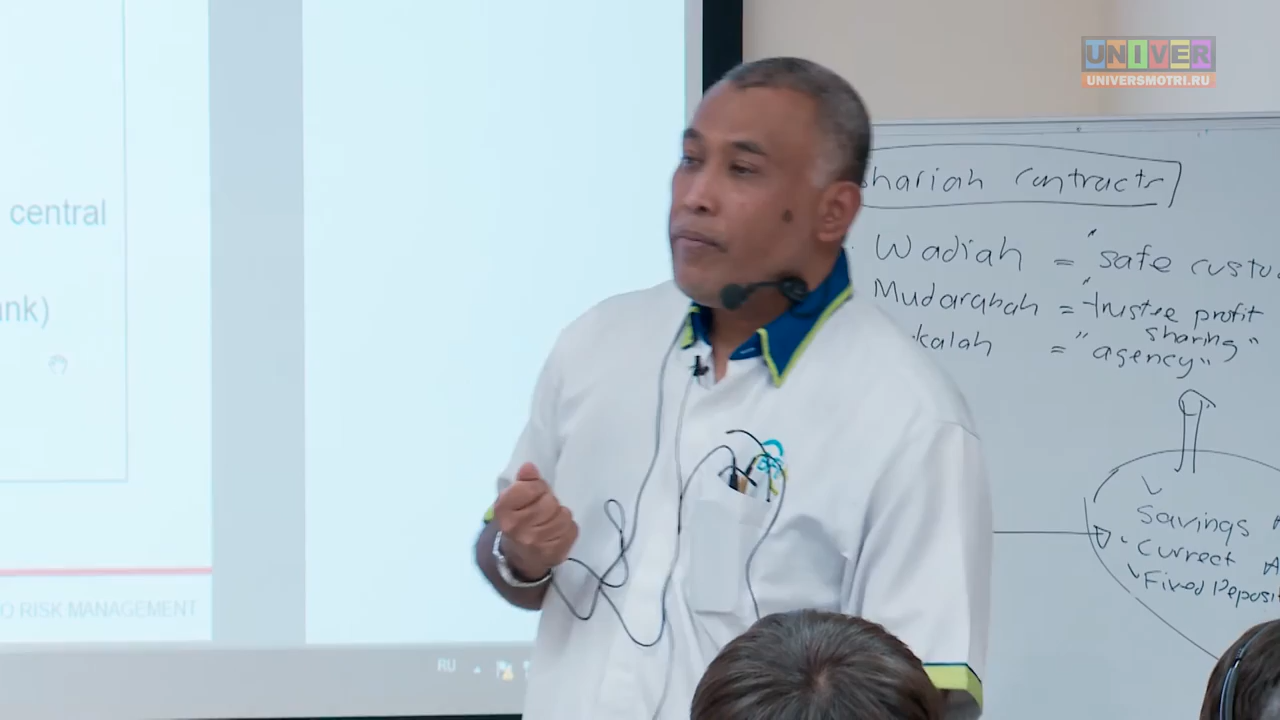 UNIVER
UNIVERSMOTRI.RU
central
nk)
O RISK MANAGEMENT
RU
hariah contracts
Wadiah = "safe custo
Mudarabah = "trustee profit
sharing"
kalah = "agency"
Savings A
Currect A
Fixed Deposit